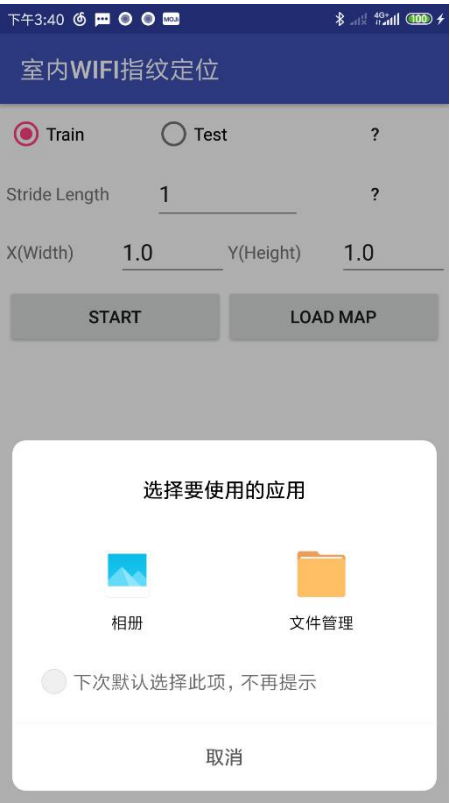 下午3:40 MOJI 4G+ 100
室内WIFI指纹定位
Train Test ?
Stride Length 1 ?
X(Width) 1.0 Y(Height) 1.0
START LOAD MAP
选择要使用的应用
相册 文件管理
下次默认选择此项，不再提示
取消